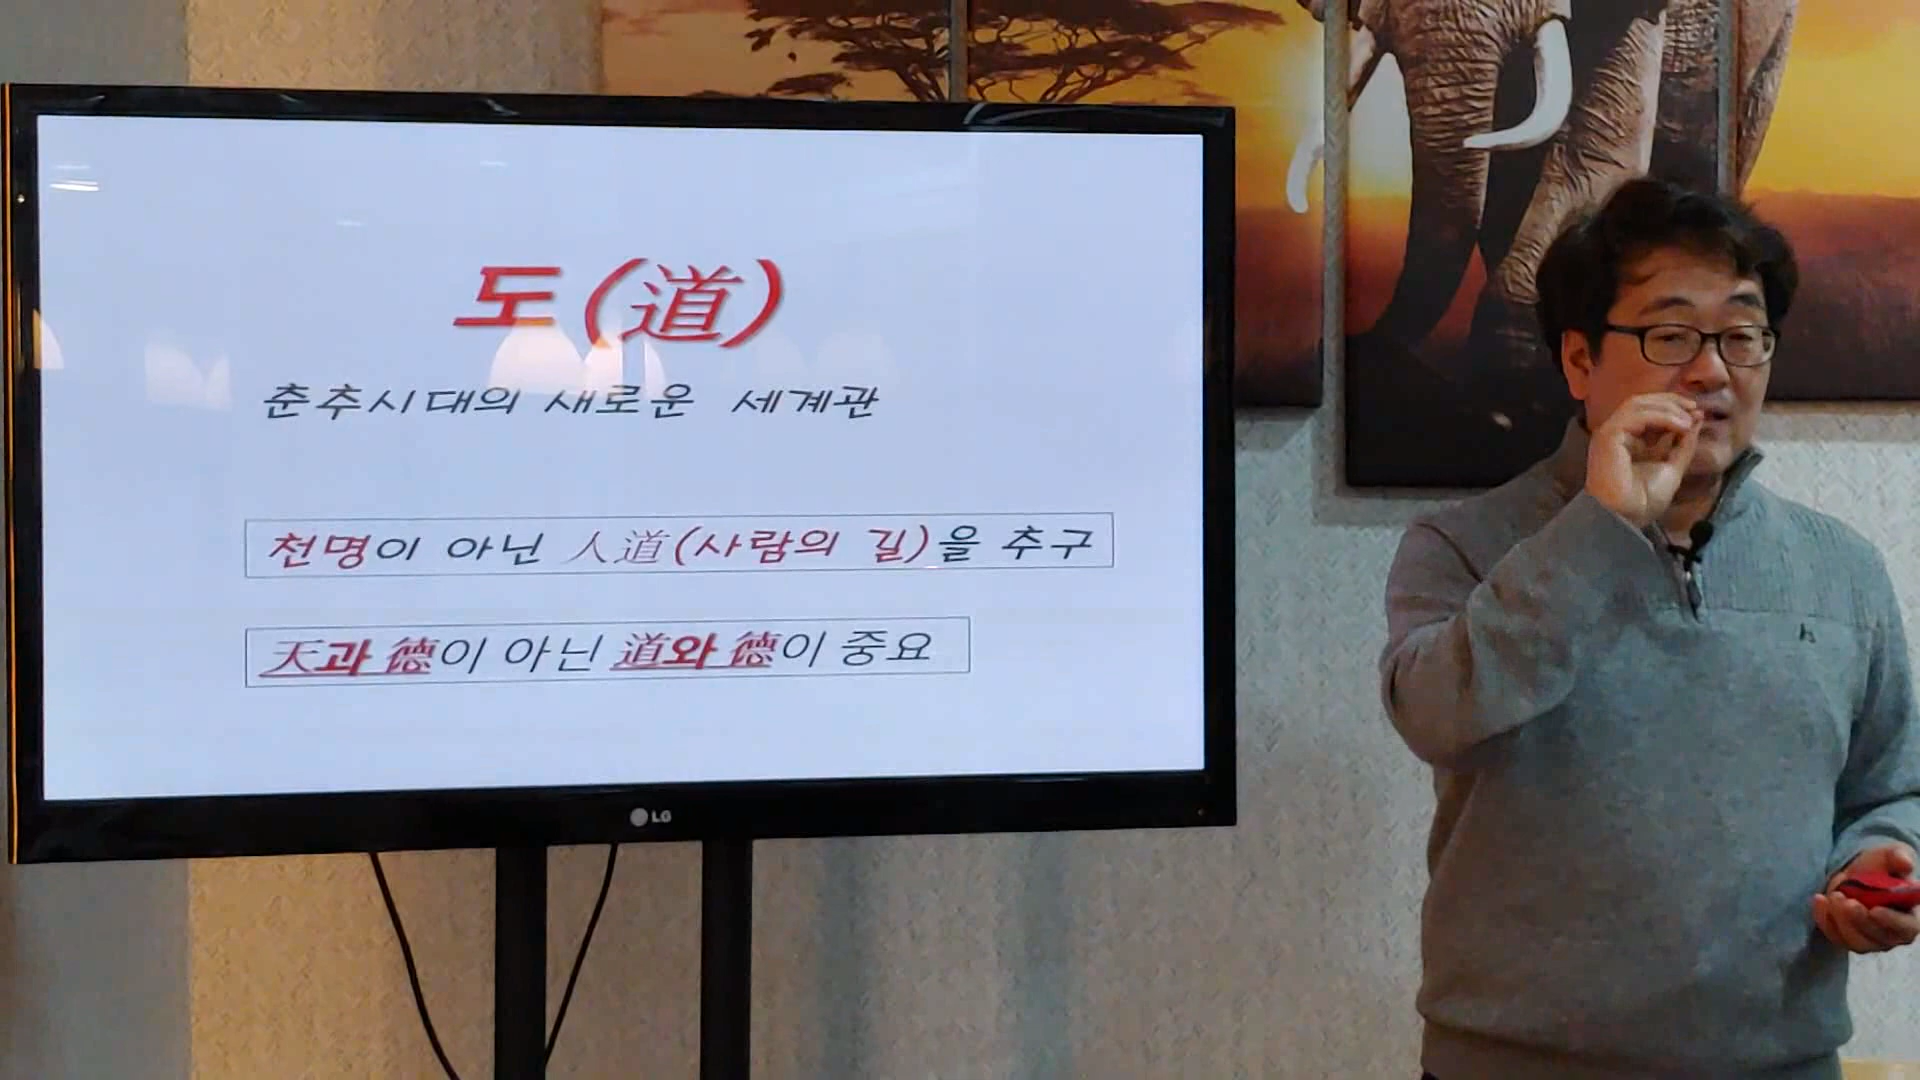 도(道)
춘추시대의 새로운 세계관
천명이 아닌 人道(사람의 길)을 추구
天과 德이 아닌 道와 德이 중요
LG